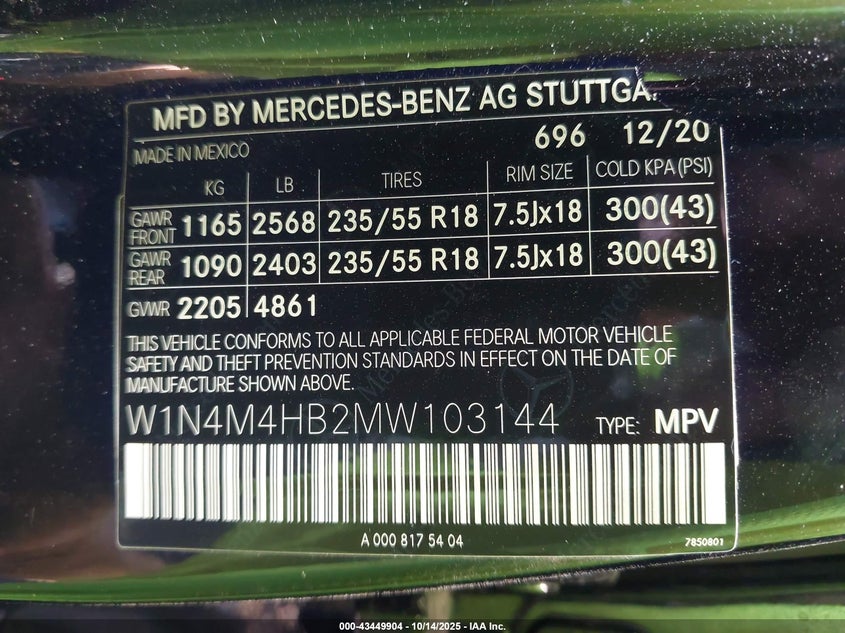 MFD BY MERCEDES-BENZ AG STUTTGA
696 12/20
MADE IN MEXICO
KG LB TIRES RIM SIZE COLD KPA (PSI)
GAWR FRONT 1165 2568 235/55 R18 7.5Jx18 300(43)
GAWR REAR 1090 2403 235/55 R18 7.5Jx18 300(43)
GVWR 2205 4861
THIS VEHICLE CONFORMS TO ALL APPLICABLE FEDERAL MOTOR VEHICLE
SAFETY AND THEFT PREVENTION STANDARDS IN EFFECT ON THE DATE OF
MANUFACTURE SHOWN ABOVE.
W1N4M4HB2MW103144 TYPE: MPV
A 000 817 54 04
7850801
000-43449904 - 10/14/2025 - IAA Inc.